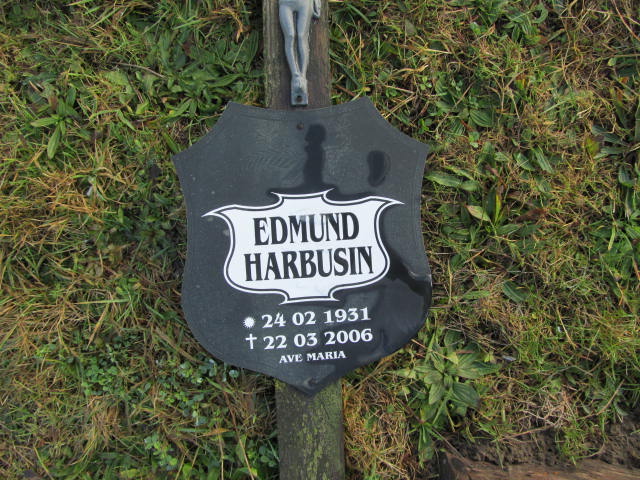 EDMUND
HARBUSIN
24 02 1931
✝ 22 03 2006
AVE MARIA